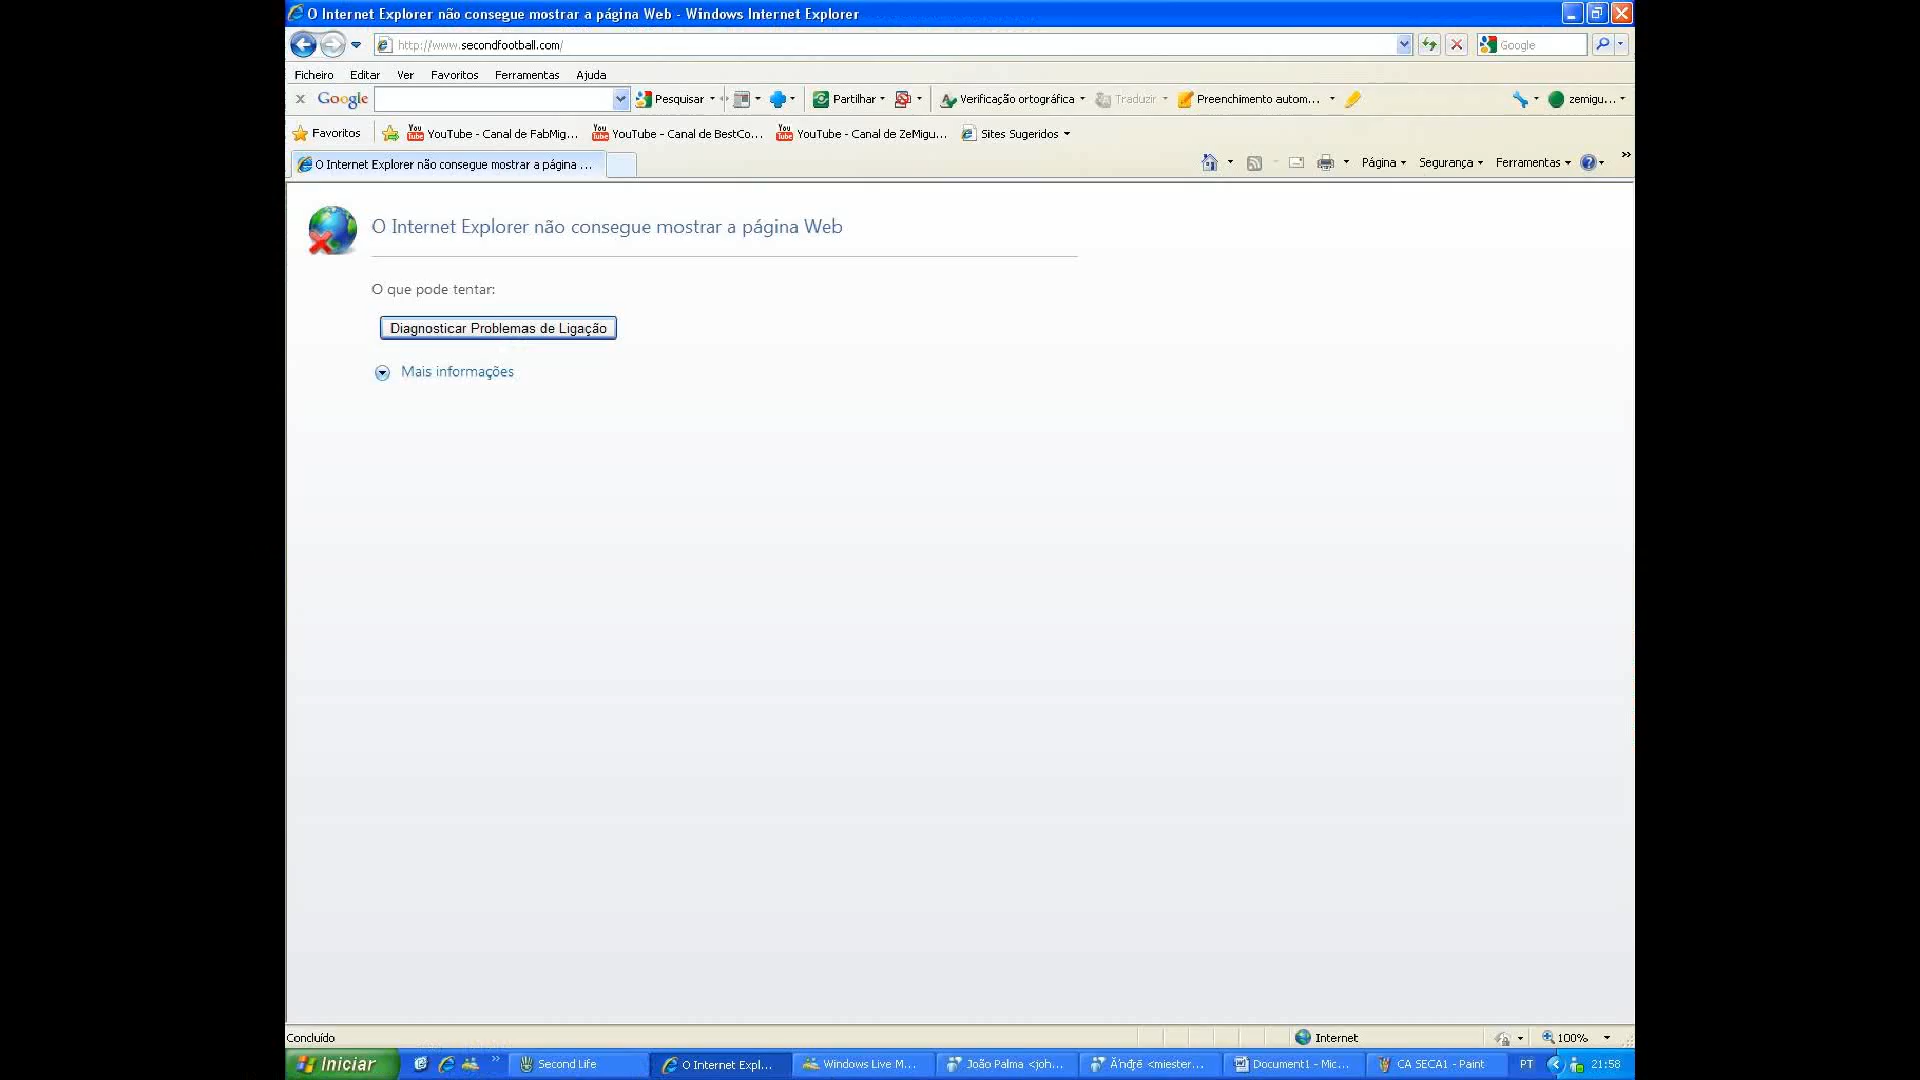 O Internet Explorer não consegue mostrar a página Web - Windows Internet Explorer
http://www.secondfootball.com/
Google
Ficheiro Editar Ver Favoritos Ferramentas Ajuda
Google Pesquisar Partilhar Verificação ortográfica Traduzir Preenchimento autom... zemigu...
Favoritos YouTube - Canal de FabMig... YouTube - Canal de BestCo... YouTube - Canal de ZeMigu... Sites Sugeridos
O Internet Explorer não consegue mostrar a página ... Página Segurança Ferramentas
O Internet Explorer não consegue mostrar a página Web
O que pode tentar:
Diagnosticar Problemas de Ligação
Mais informações
Concluído Internet 100%
Iniciar Second Life O Internet Expl... Windows Live M... João Palma <joh... <miester... Document1 - Mic... CA SECA1 - Paint PT 21:58